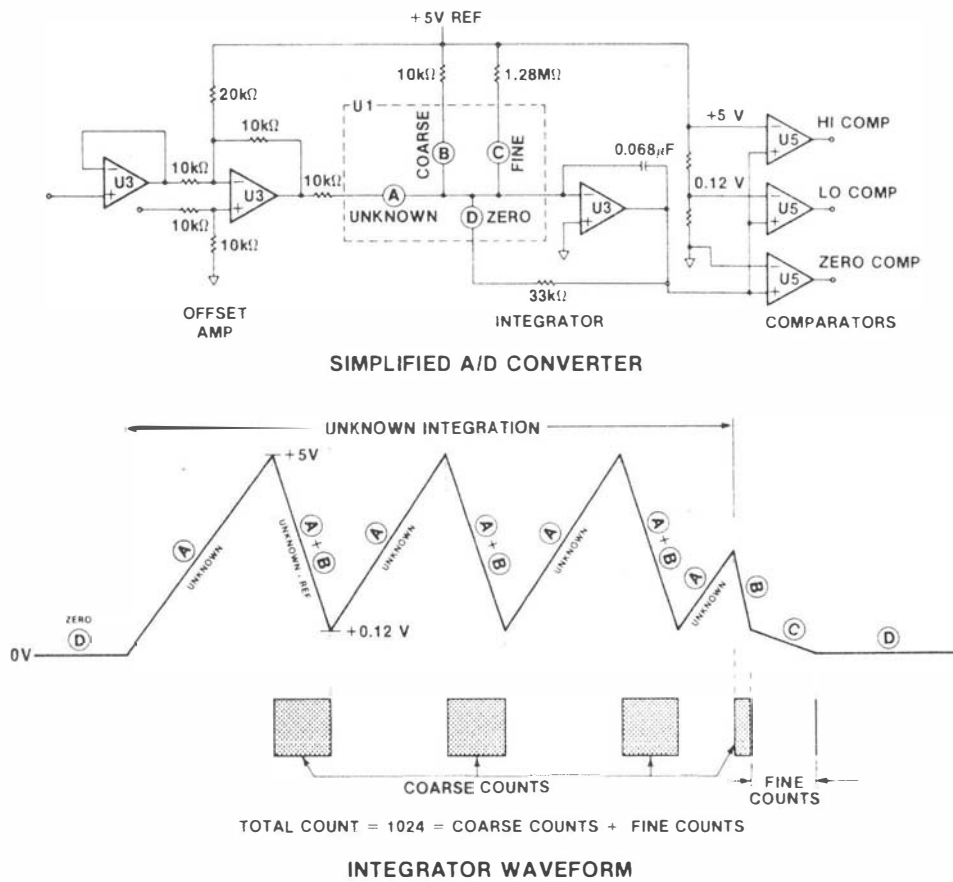 +5V REF
10kΩ
1.28MΩ
20kΩ
U1
10kΩ
COARSE
B
C
FINE
+5 V
HI COMP
U5
0.068µF
U3
10kΩ
U3
10kΩ
A
UNKNOWN
D
ZERO
U3
0.12 V
LO COMP
U5
10kΩ
10kΩ
ZERO COMP
U5
33kΩ
OFFSET
AMP
INTEGRATOR
COMPARATORS
SIMPLIFIED A/D CONVERTER
UNKNOWN INTEGRATION
+5V
A
UNKNOWN
A + B
UNKNOWN - REF
A
UNKNOWN
A + B
A
UNKNOWN
A + B
A
UNKNOWN
B
C
D
ZERO
D
0V
+0.12 V
COARSE COUNTS
FINE
COUNTS
TOTAL COUNT = 1024 = COARSE COUNTS + FINE COUNTS
INTEGRATOR WAVEFORM